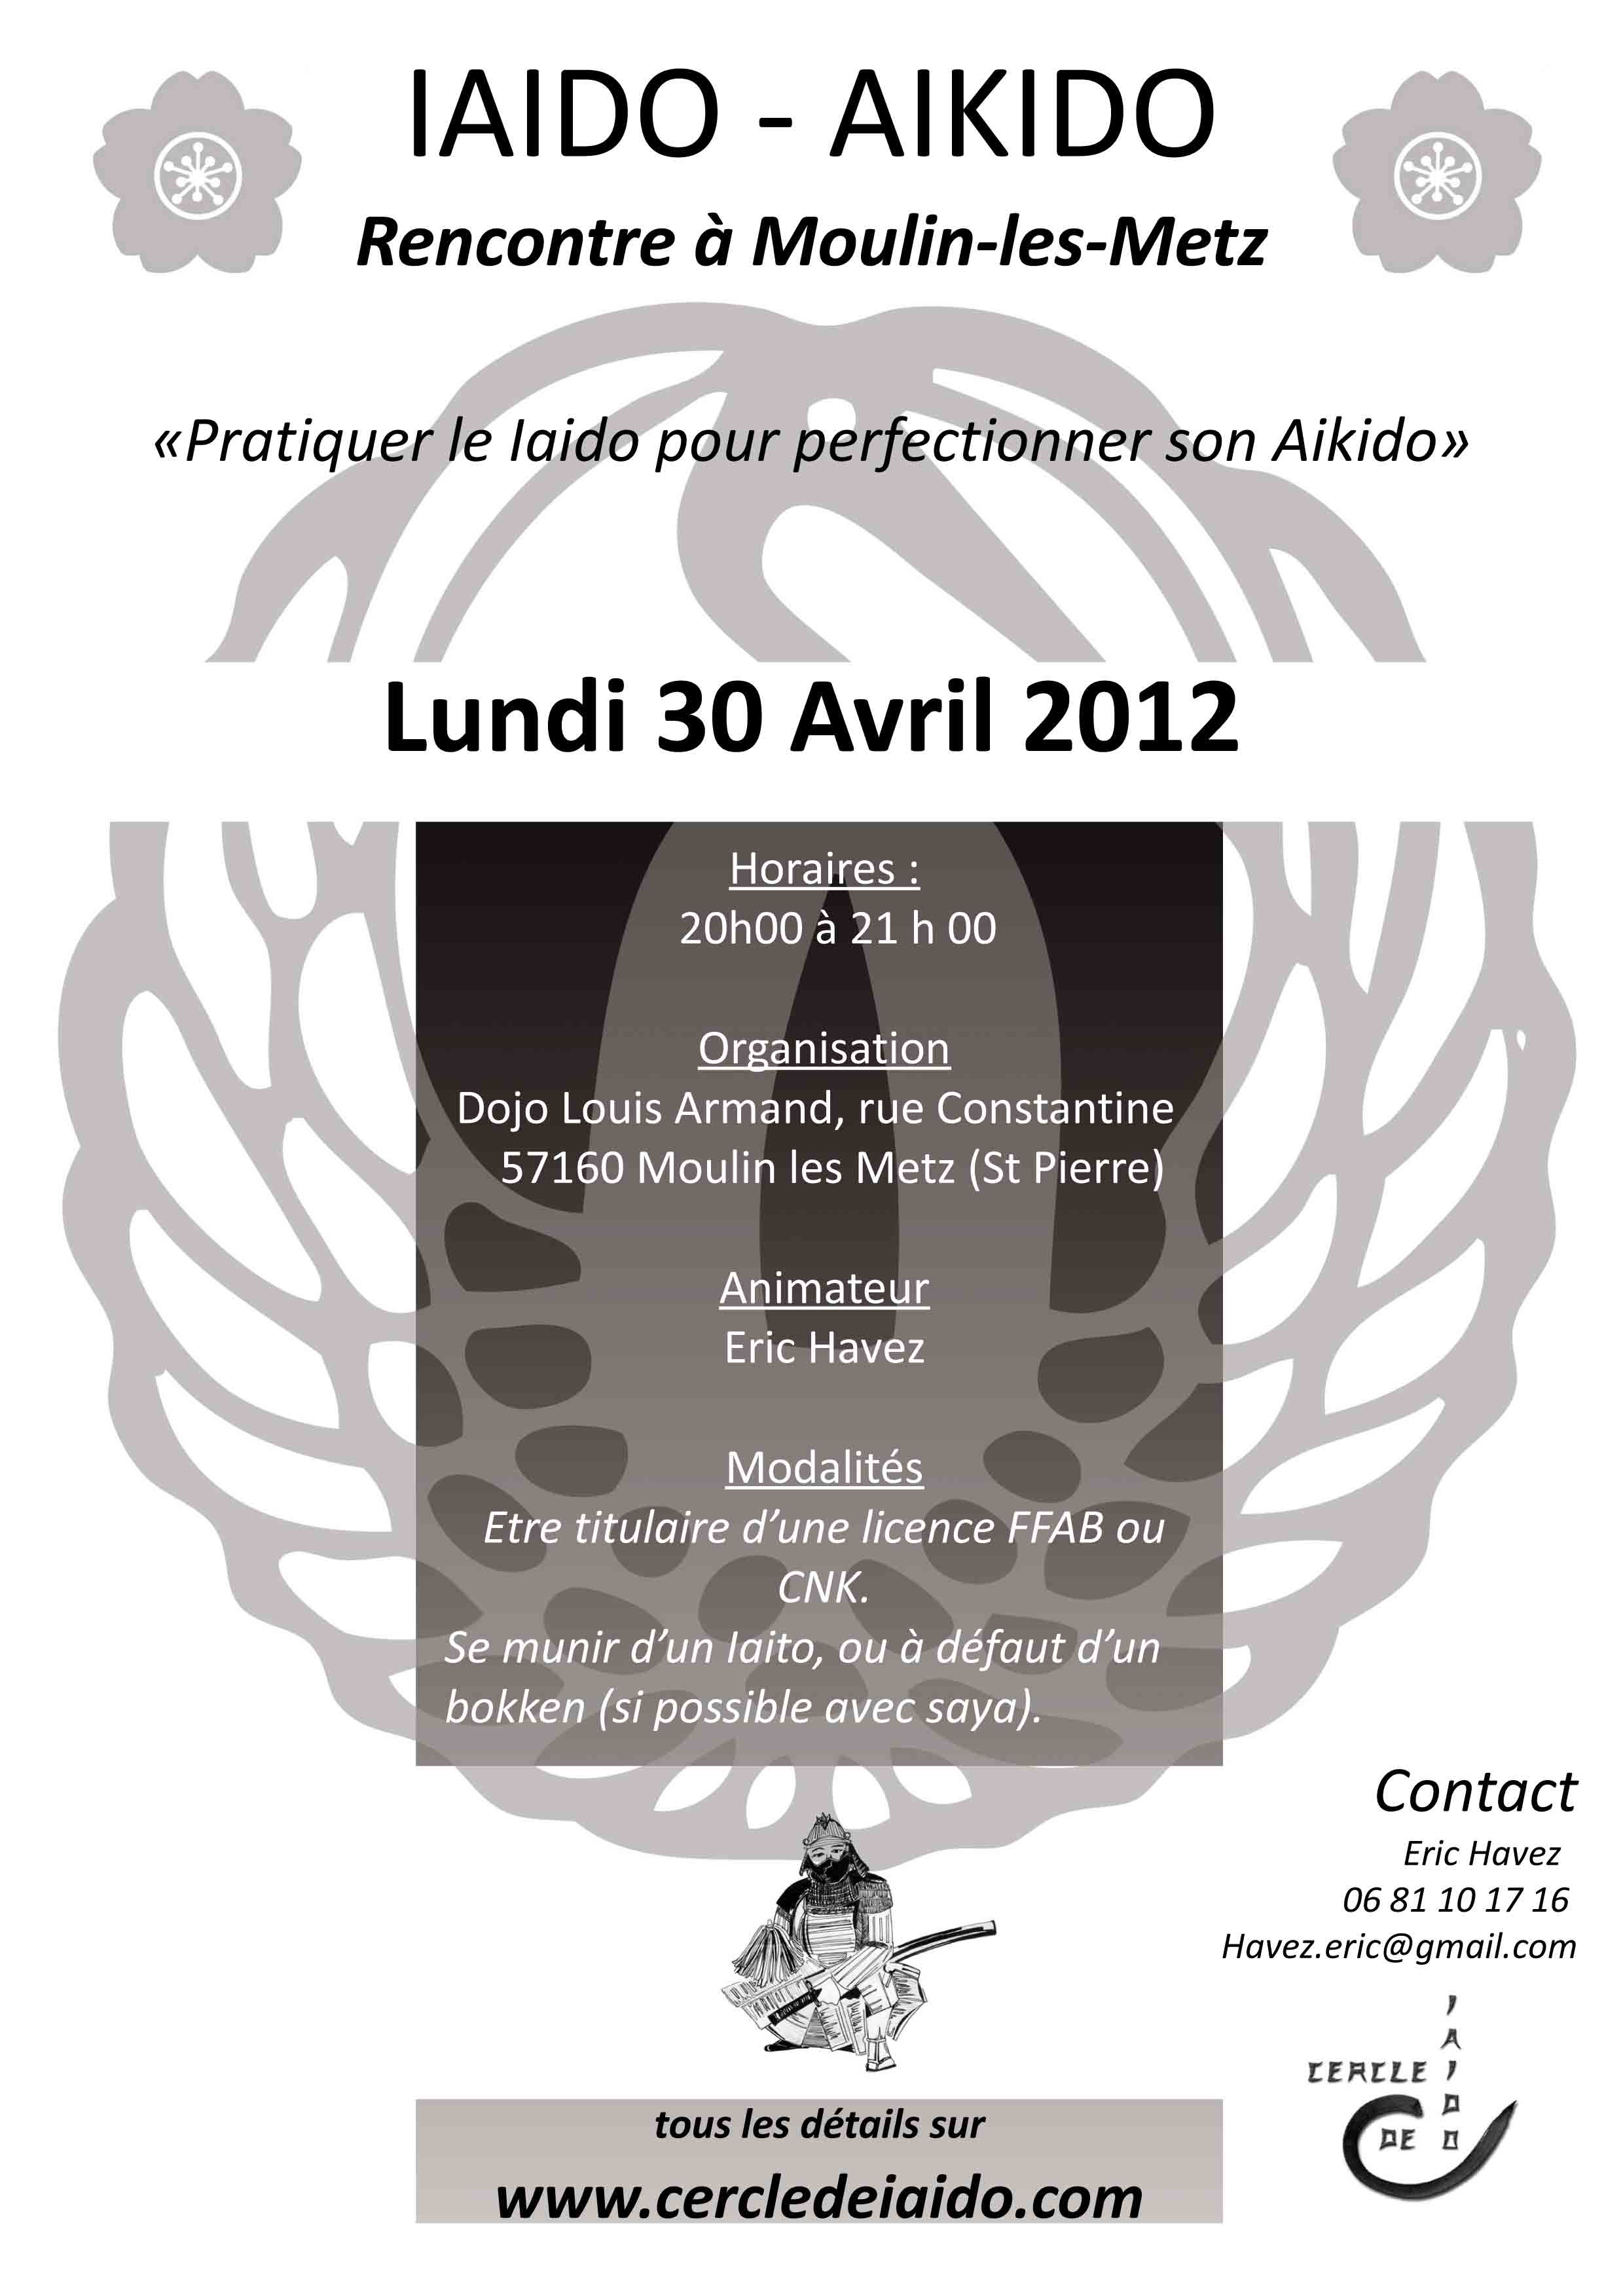 IAIDO - AIKIDO
Rencontre à Moulin-les-Metz
«Pratiquer le Iaido pour perfectionner son Aikido»
Lundi 30 Avril 2012
Horaires :
20h00 à 21 h 00
Organisation
Dojo Louis Armand, rue Constantine
57160 Moulin les Metz (St Pierre)
Animateur
Eric Havez
Modalités
Etre titulaire d’une licence FFAB ou
CNK.
Se munir d’un Iaito, ou à défaut d’un
bokken (si possible avec saya).
Contact
Eric Havez
06 81 10 17 16
Havez.eric@gmail.com
CERCLE
DE
IAIDO
tous les détails sur
www.cercledeiaido.com